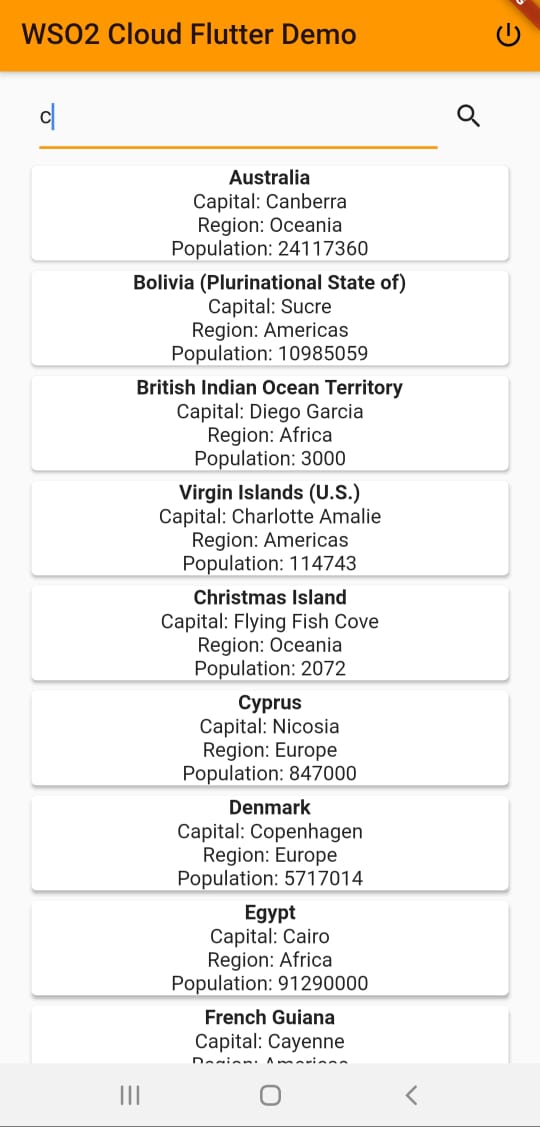 WSO2 Cloud Flutter Demo
c
Australia
Capital: Canberra
Region: Oceania
Population: 24117360
Bolivia (Plurinational State of)
Capital: Sucre
Region: Americas
Population: 10985059
British Indian Ocean Territory
Capital: Diego Garcia
Region: Africa
Population: 3000
Virgin Islands (U.S.)
Capital: Charlotte Amalie
Region: Americas
Population: 114743
Christmas Island
Capital: Flying Fish Cove
Region: Oceania
Population: 2072
Cyprus
Capital: Nicosia
Region: Europe
Population: 847000
Denmark
Capital: Copenhagen
Region: Europe
Population: 5717014
Egypt
Capital: Cairo
Region: Africa
Population: 91290000
French Guiana
Capital: Cayenne
Region: Americas